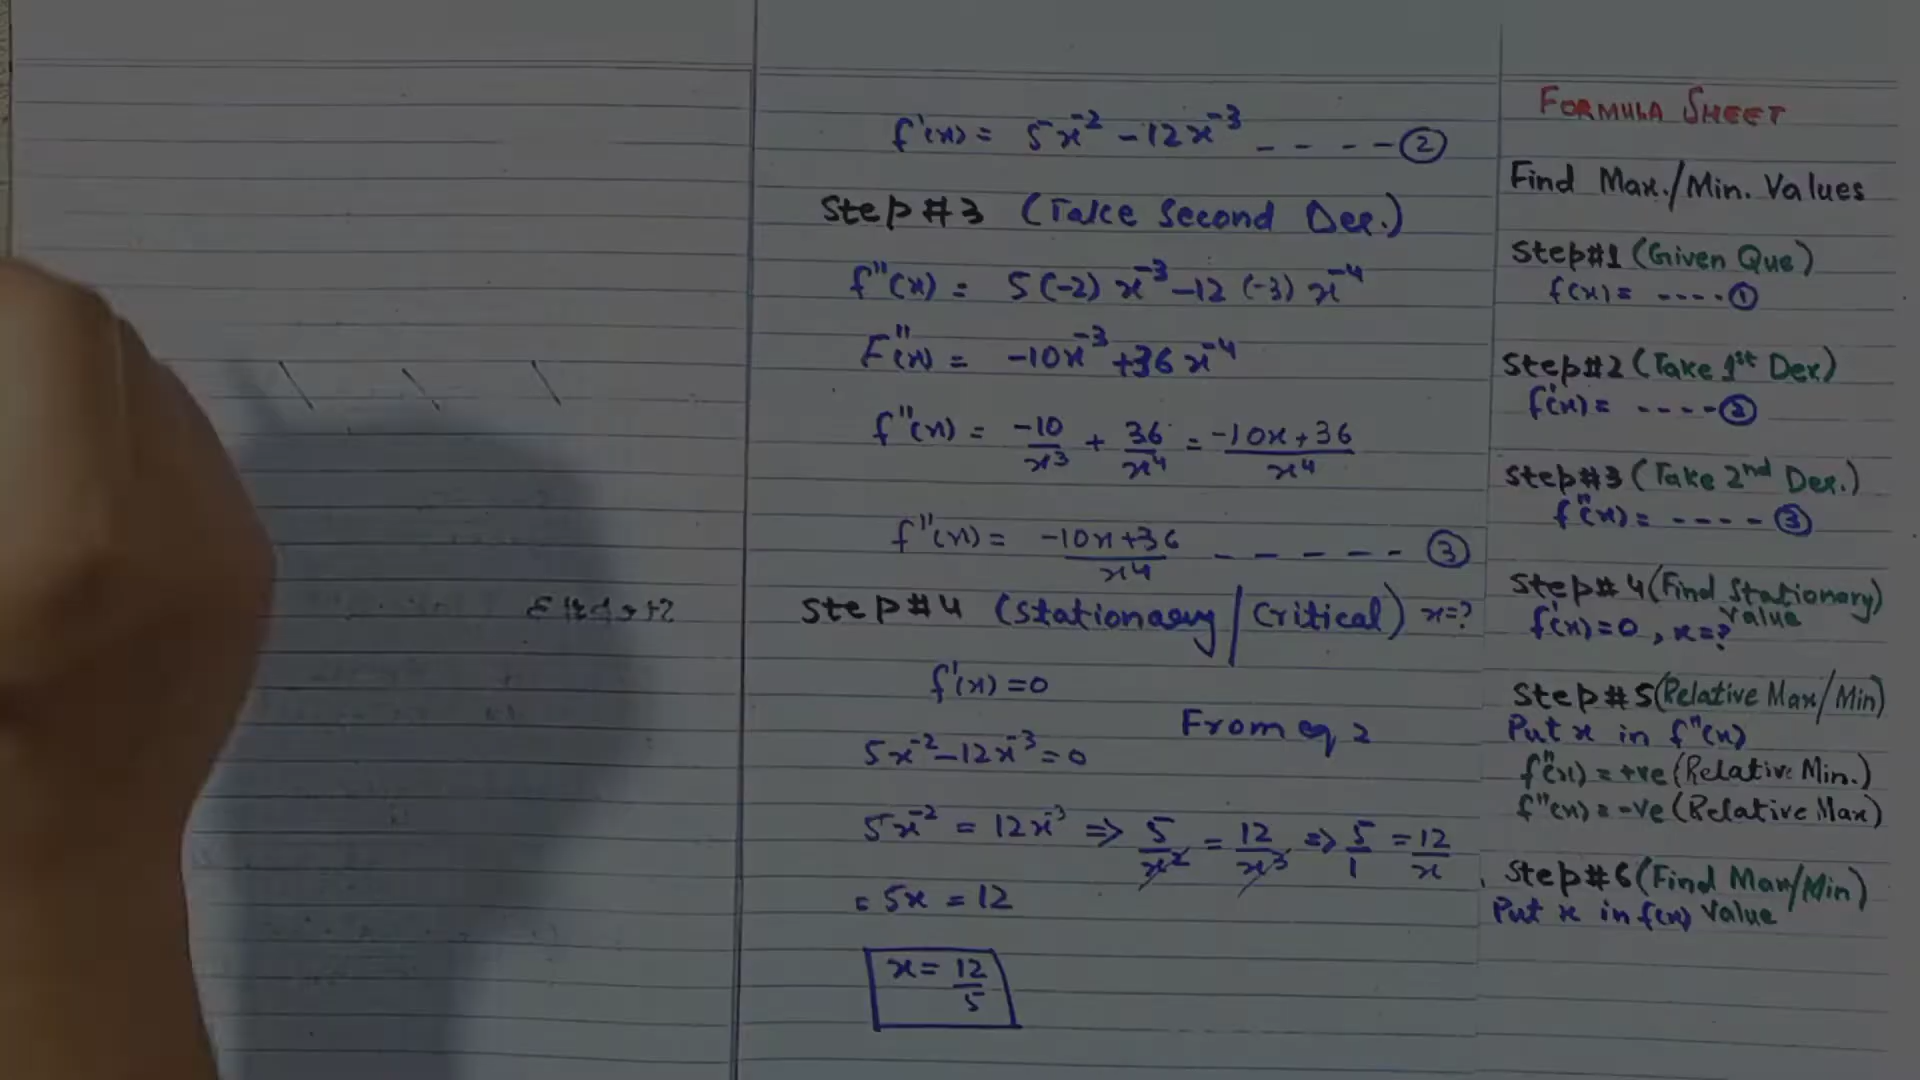 f'(x) = 5x⁻² - 12x⁻³ - - - - ②
Step #3 (Take Second Der.)
f''(x) = 5(-2) x⁻³ - 12 (-3) x⁻⁴
F''(x) = -10x⁻³ + 36 x⁻⁴
f''(x) = -10/x³ + 36/x⁴ = -10x+36/x⁴
f''(x) = -10x+36/x⁴ - - - - - ③
Step #4 (Stationary/Critical) x=?
f'(x) = 0
From eq 2
5x⁻² - 12x⁻³ = 0
5x⁻² = 12x⁻³ => 5/x² = 12/x³ => 5/1 = 12/x
= 5x = 12
x = 12/5
FORMULA SHEET
Find Max./Min. Values
Step#1 (Given Que)
f(x) = ---- ①
Step#2 (Take 1st Der)
f'(x) = ---- ②
Step#3 (Take 2nd Der.)
f''(x) = ---- ③
Step#4 (Find Stationary)
Value
f'(x)=0, x=?
Step#5 (Relative Max/Min)
Put x in f''(x)
f''(x) = +ve (Relative Min.)
f''(x) = -ve (Relative Max)
Step#6 (Find Max/Min)
Put x in f(x) Value